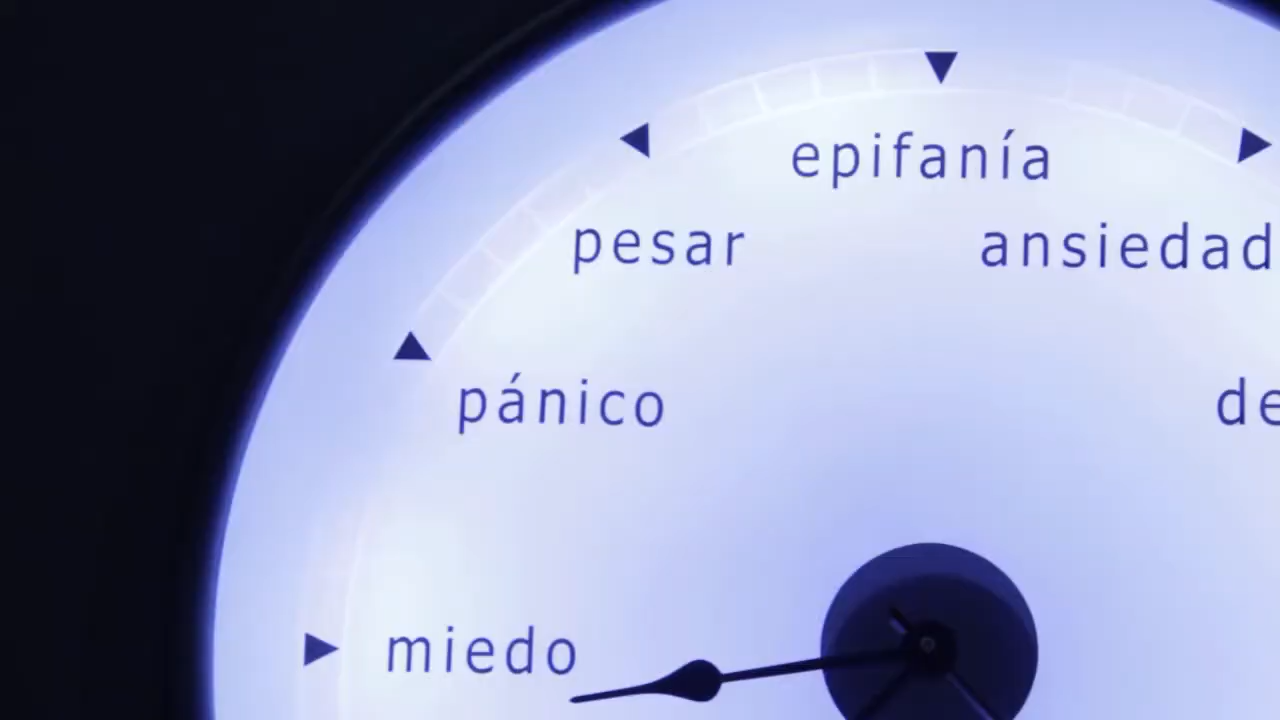 epifanía
pesar
ansiedad
pánico
miedo